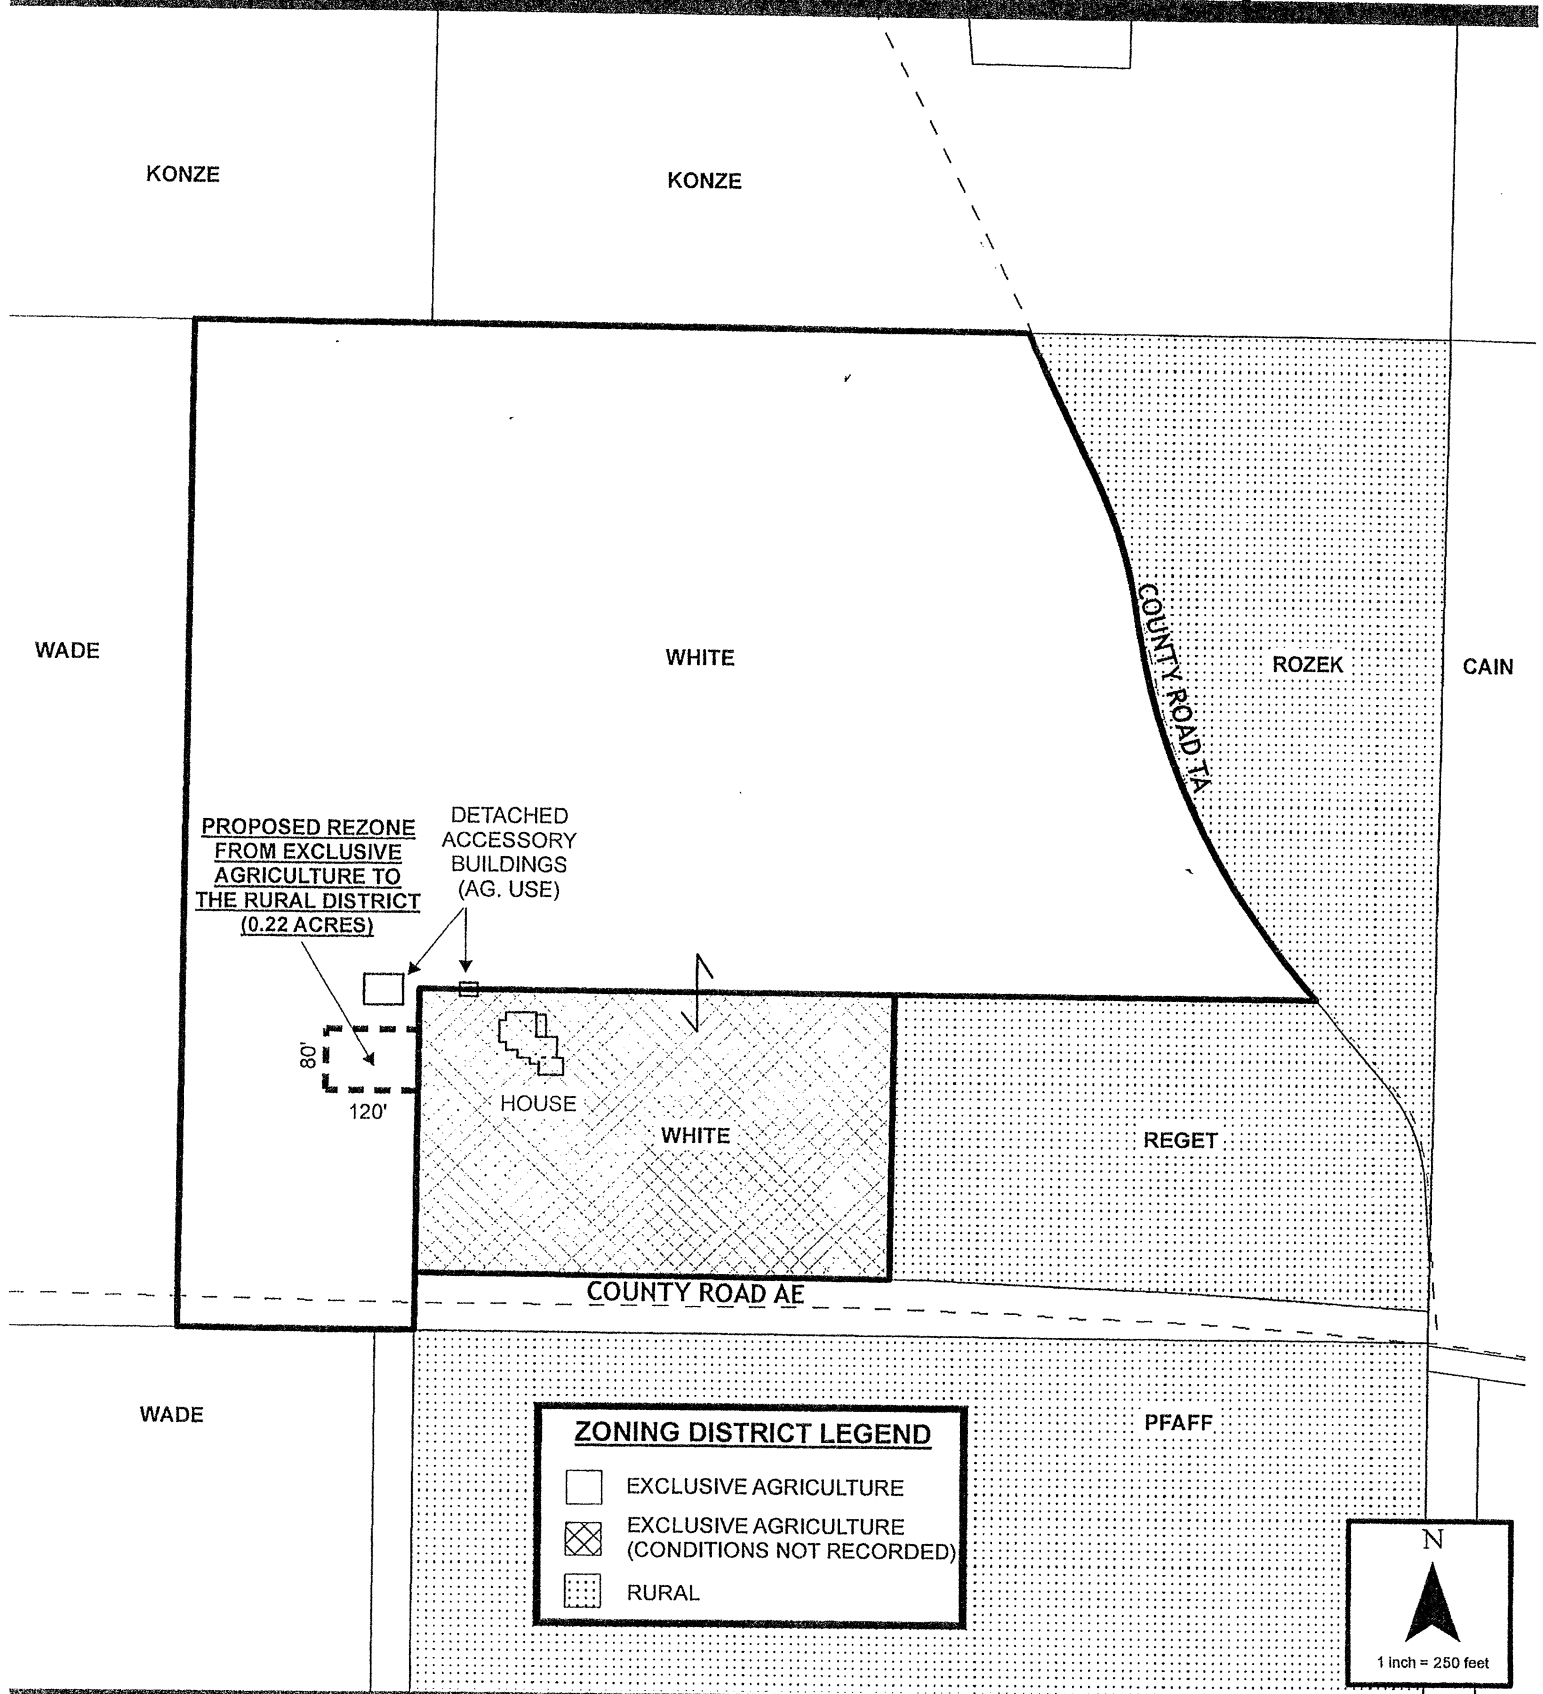 KONZE
KONZE
WADE
WHITE
COUNTY ROAD TA
ROZEK
CAIN
PROPOSED REZONE
FROM EXCLUSIVE
AGRICULTURE TO
THE RURAL DISTRICT
(0.22 ACRES)
DETACHED
ACCESSORY
BUILDINGS
(AG. USE)
80'
120'
HOUSE
WHITE
REGET
COUNTY ROAD AE
WADE
PFAFF
ZONING DISTRICT LEGEND
EXCLUSIVE AGRICULTURE
EXCLUSIVE AGRICULTURE
(CONDITIONS NOT RECORDED)
RURAL
N
1 inch = 250 feet